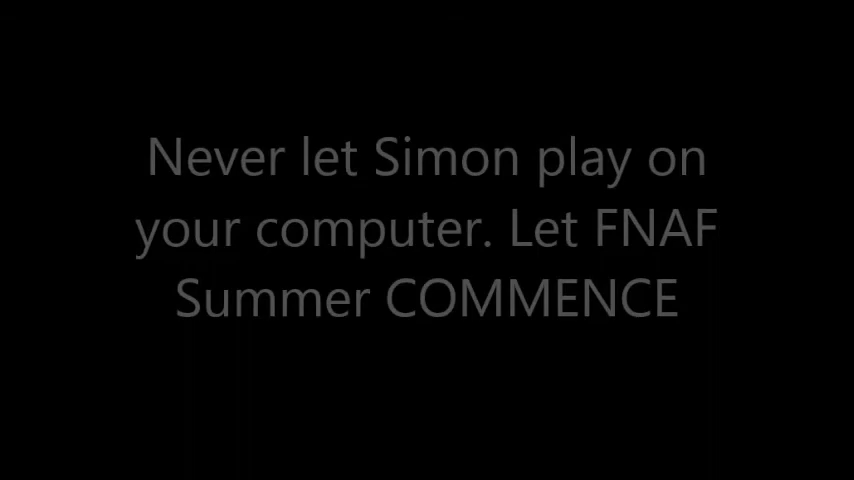 Never let Simon play on
your computer. Let FNAF
Summer COMMENCE